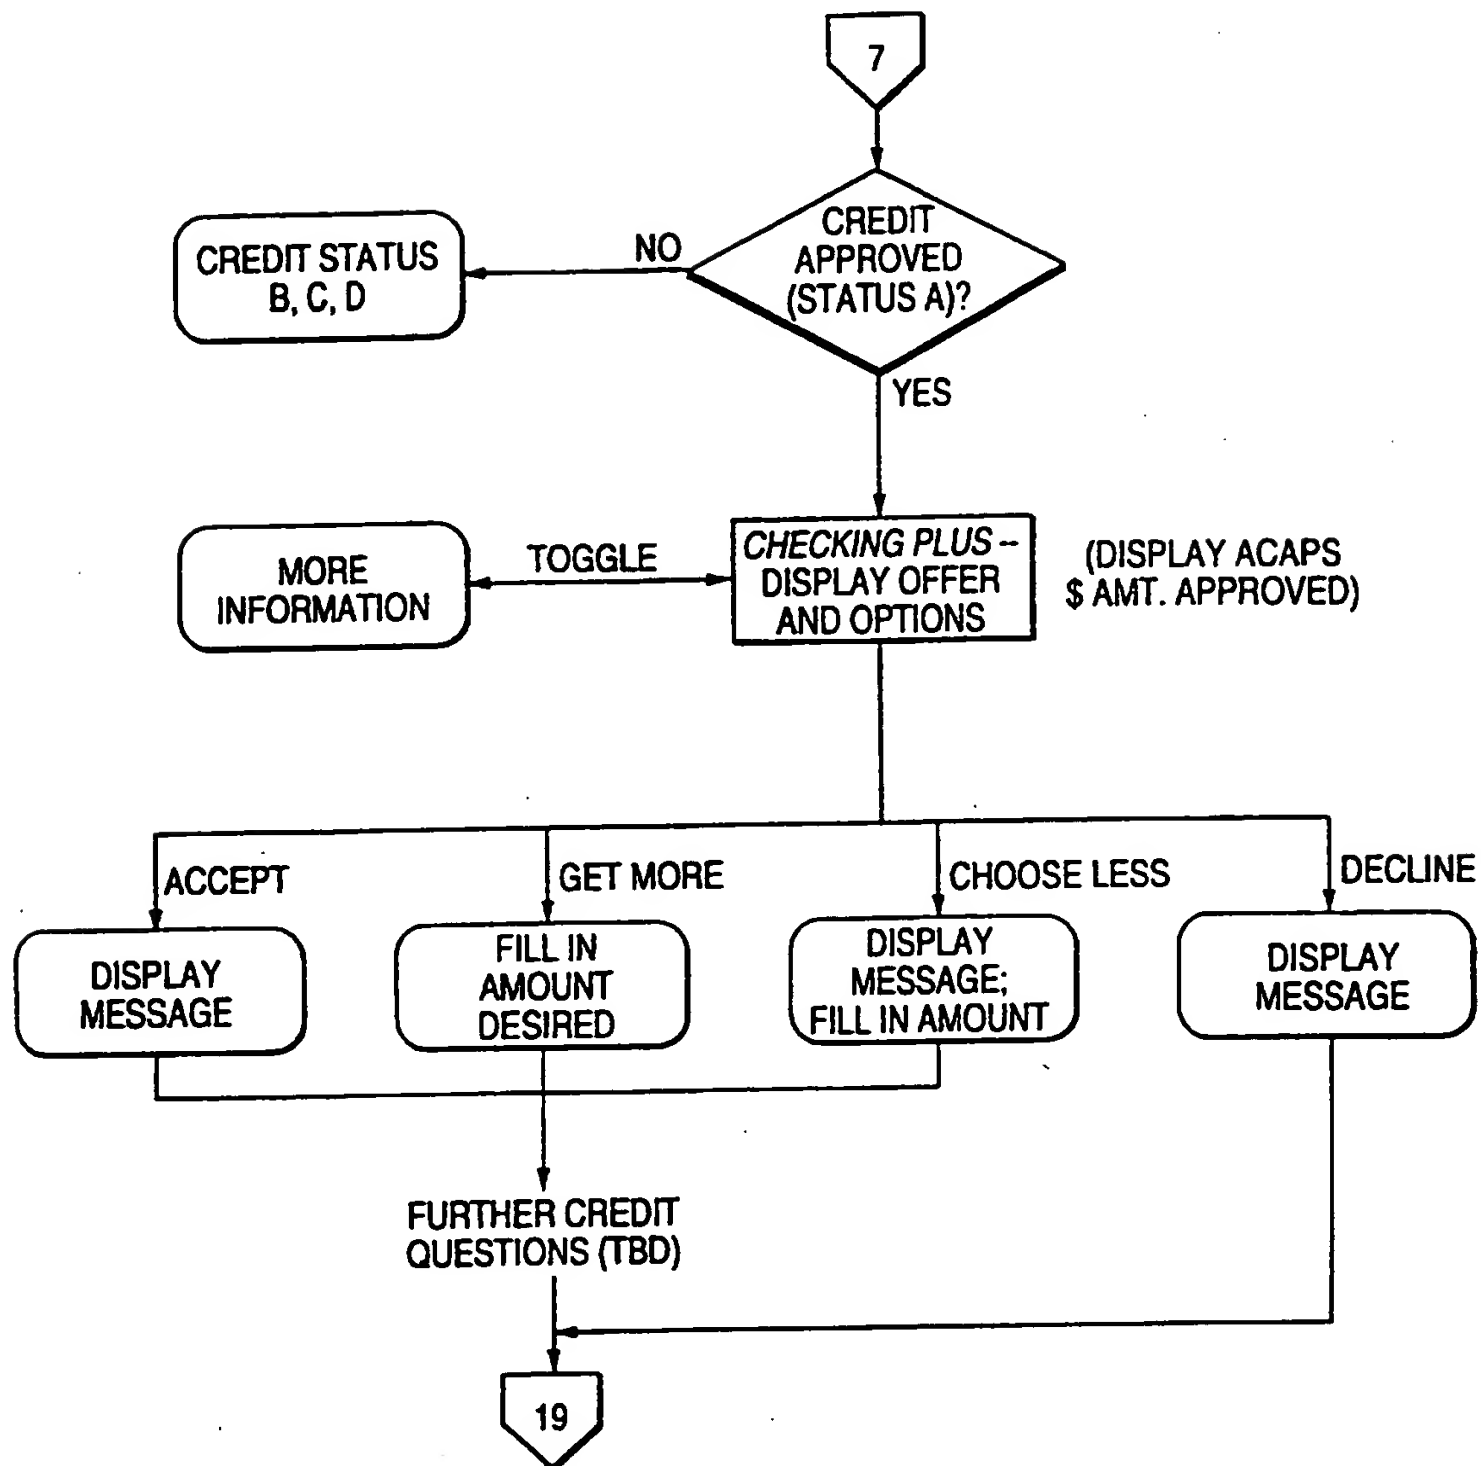 7
CREDIT
APPROVED
(STATUS A)?
NO
CREDIT STATUS
B, C, D
YES
CHECKING PLUS –
DISPLAY OFFER
AND OPTIONS
(DISPLAY ACAPS
$ AMT. APPROVED)
TOGGLE
MORE
INFORMATION
ACCEPT
GET MORE
CHOOSE LESS
DECLINE
DISPLAY
MESSAGE
FILL IN
AMOUNT
DESIRED
DISPLAY
MESSAGE;
FILL IN AMOUNT
DISPLAY
MESSAGE
FURTHER CREDIT
QUESTIONS (TBD)
19